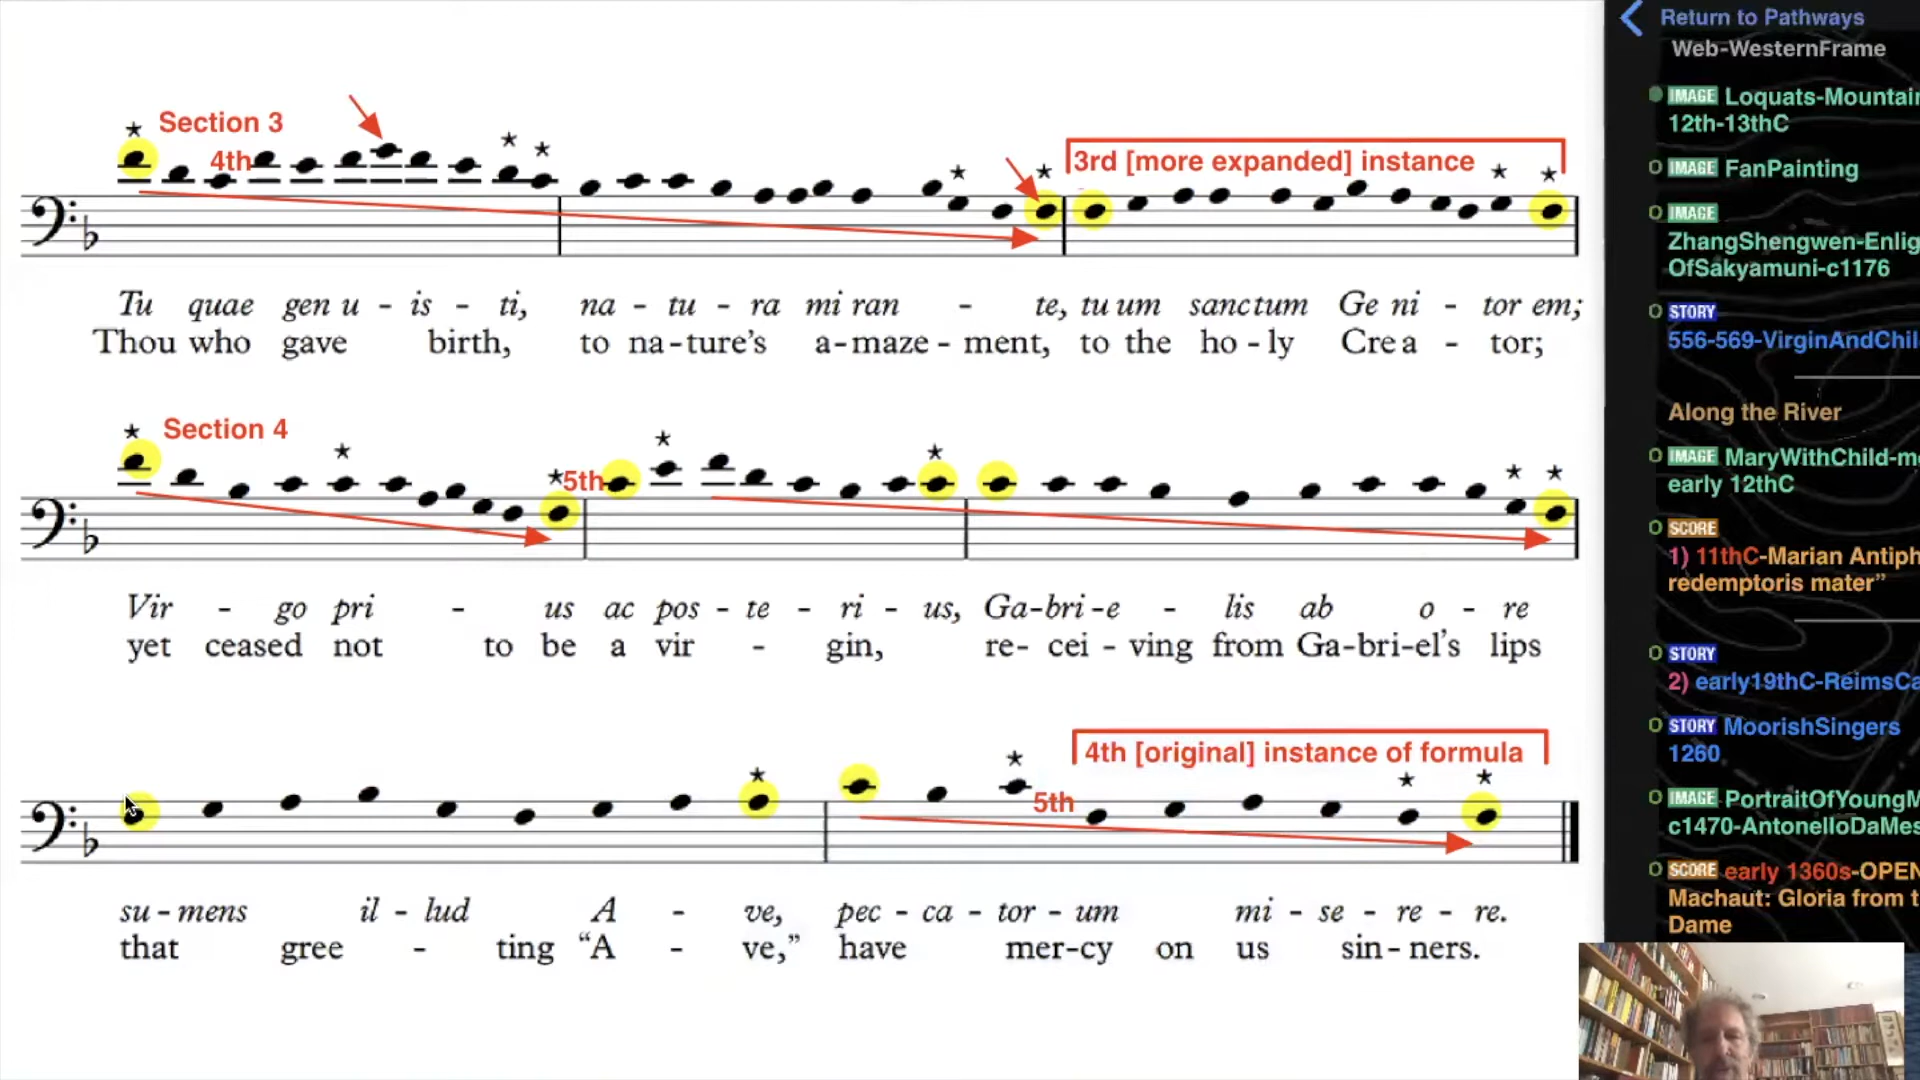 Section 3
4th
3rd [more expanded] instance
Tu quae gen u - is - ti, na - tu - ra mi ran - te, tu um sanctum Ge ni - tor em;
Thou who gave birth, to na-ture's a-maze-ment, to the ho-ly Crea - tor;
Section 4
5th
Vir - go pri - us ac pos - te - ri - us, Ga-bri-e - lis ab o - re
yet ceased not to be a vir - gin, re- cei - ving from Ga-bri-el's lips
4th [original] instance of formula
5th
su - mens il - lud A - ve, pec - ca - tor - um mi - se - re - re.
that gree - ting “A - ve,” have mer-cy on us sin-ners.
Return to Pathways
Web-WesternFrame
IMAGE Loquats-Mountain
12th-13thC
IMAGE FanPainting
IMAGE
ZhangShengwen-Enlig
OfSakyamuni-c1176
STORY
556-569-VirginAndChil
Along the River
IMAGE MaryWithChild-m
early 12thC
SCORE
1) 11thC-Marian Antiph
redemptoris mater”
STORY
2) early19thC-ReimsCa
STORY MoorishSingers
1260
IMAGE PortraitOfYoungM
c1470-AntonelloDaMes
SCORE early 1360s-OPEN
Machaut: Gloria from t
Dame